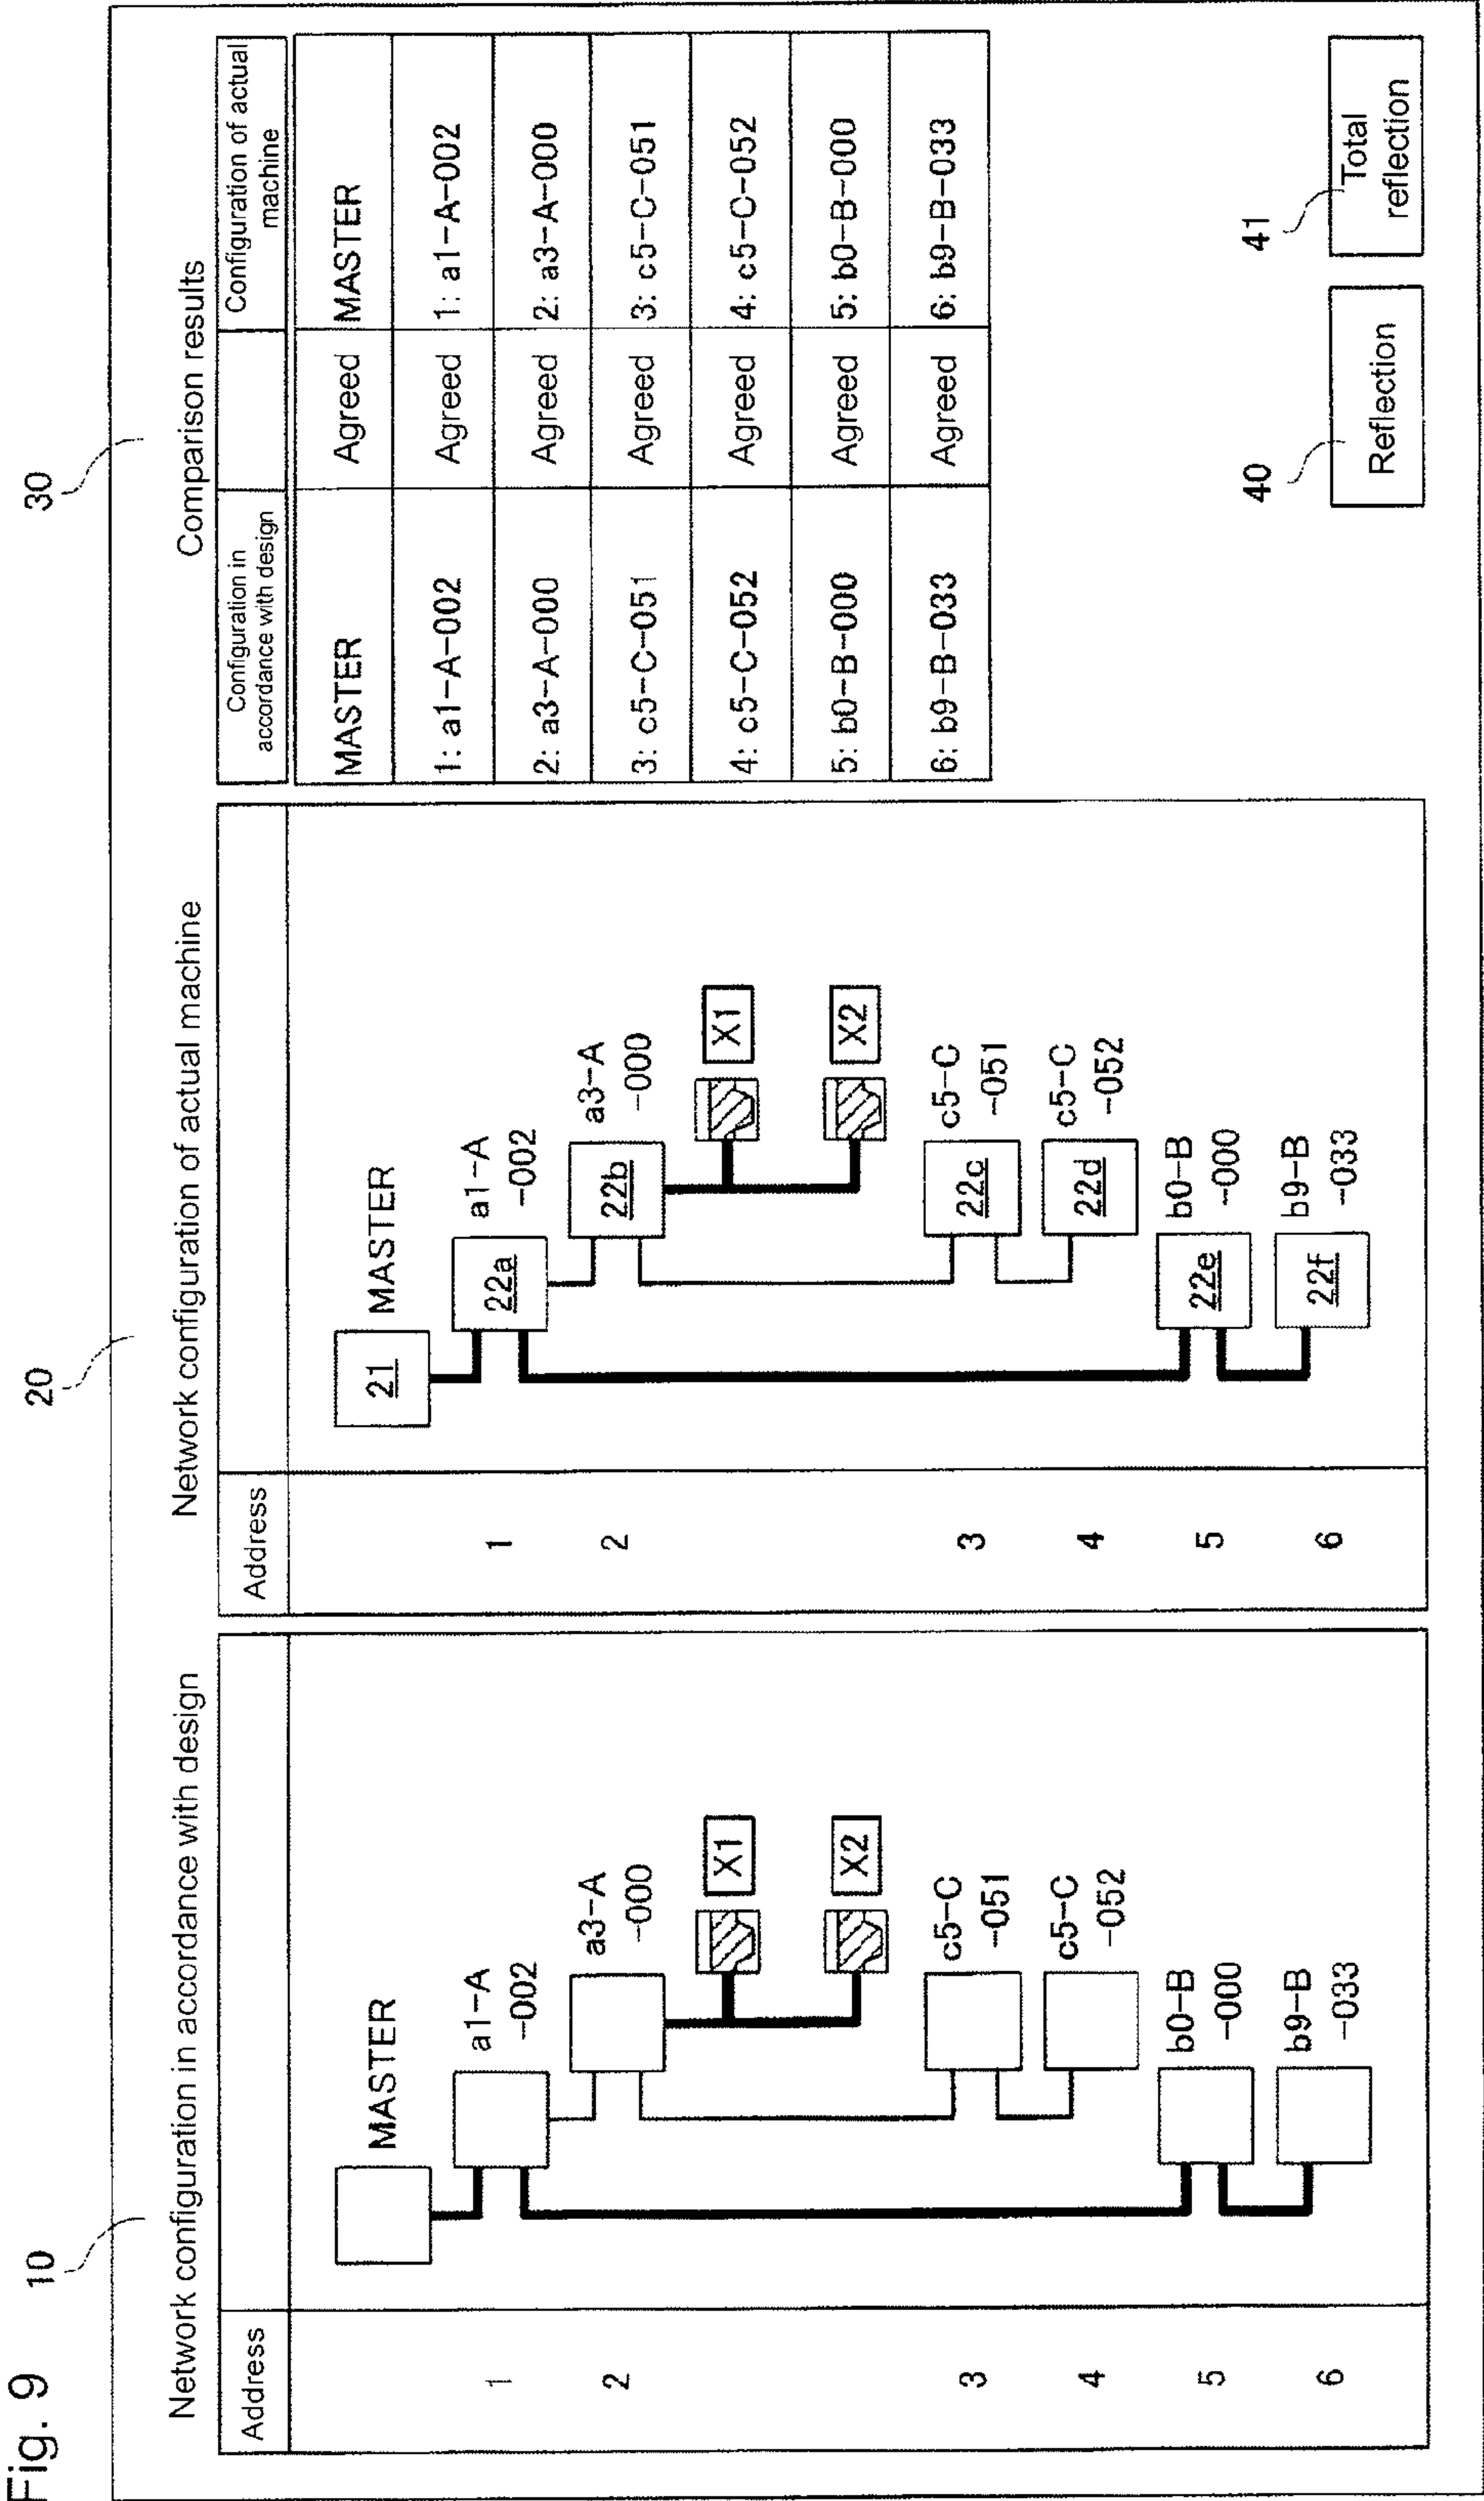 Fig. 9
10
20
30
Network configuration in accordance with design
Address
MASTER
1
a1-A
-002
2
a3-A
-000
X1
X2
3
c5-C
-051
4
c5-C
-052
5
b0-B
-000
6
b9-B
-033
Network configuration of actual machine
Address
21
MASTER
1
22a
a1-A
-002
2
22b
a3-A
-000
X1
X2
3
22c
c5-C
-051
4
22d
c5-C
-052
5
22e
b0-B
-000
6
22f
b9-B
-033
Comparison results
Configuration in
accordance with design
Configuration of actual
machine
MASTER Agreed MASTER
1: a1-A-002 Agreed 1: a1-A-002
2: a3-A-000 Agreed 2: a3-A-000
3: c5-C-051 Agreed 3: c5-C-051
4: c5-C-052 Agreed 4: c5-C-052
5: b0-B-000 Agreed 5: b0-B-000
6: b9-B-033 Agreed 6: b9-B-033
40
Reflection
41
Total
reflection